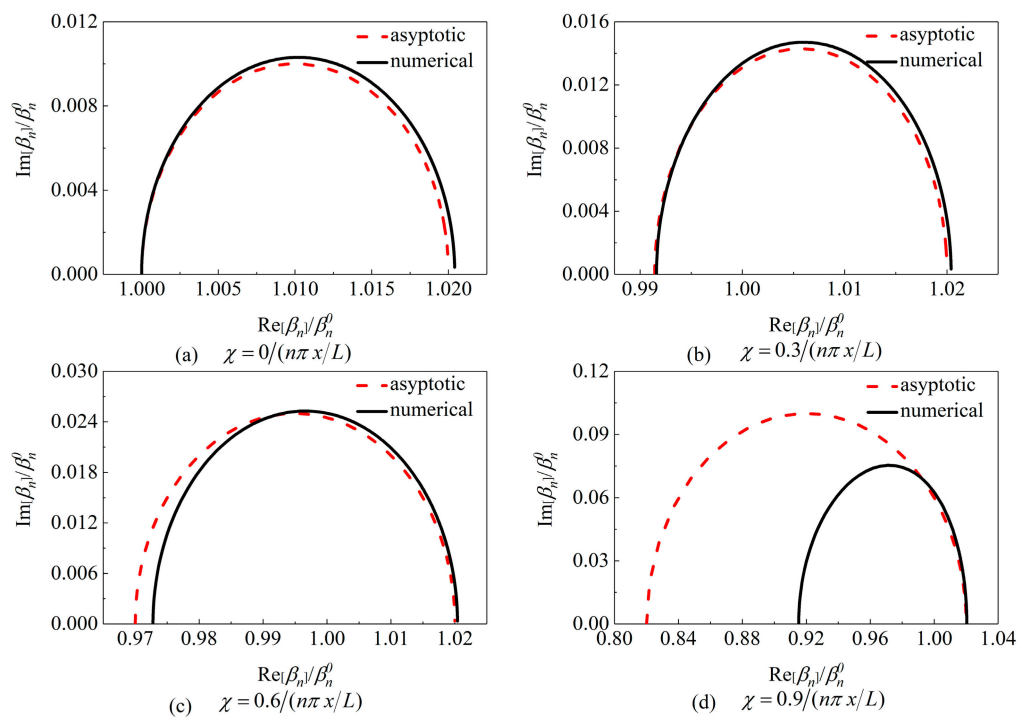 0.012
asyptotic
numerical
0.008
0.004
0.000
Im[βn]/βn⁰
1.000 1.005 1.010 1.015 1.020
Re[βn]/βn⁰
(a) χ = 0/(nπ x/L)
0.016
asyptotic
numerical
0.012
0.008
0.004
0.000
Im[βn]/βn⁰
0.99 1.00 1.01 1.02
Re[βn]/βn⁰
(b) χ = 0.3/(nπ x/L)
0.030
asyptotic
numerical
0.024
0.018
0.012
0.006
0.000
Im[βn]/βn⁰
0.97 0.98 0.99 1.00 1.01 1.02
Re[βn]/βn⁰
(c) χ = 0.6/(nπ x/L)
0.12
asyptotic
numerical
0.09
0.06
0.03
0.00
Im[βn]/βn⁰
0.80 0.84 0.88 0.92 0.96 1.00 1.04
Re[βn]/βn⁰
(d) χ = 0.9/(nπ x/L)